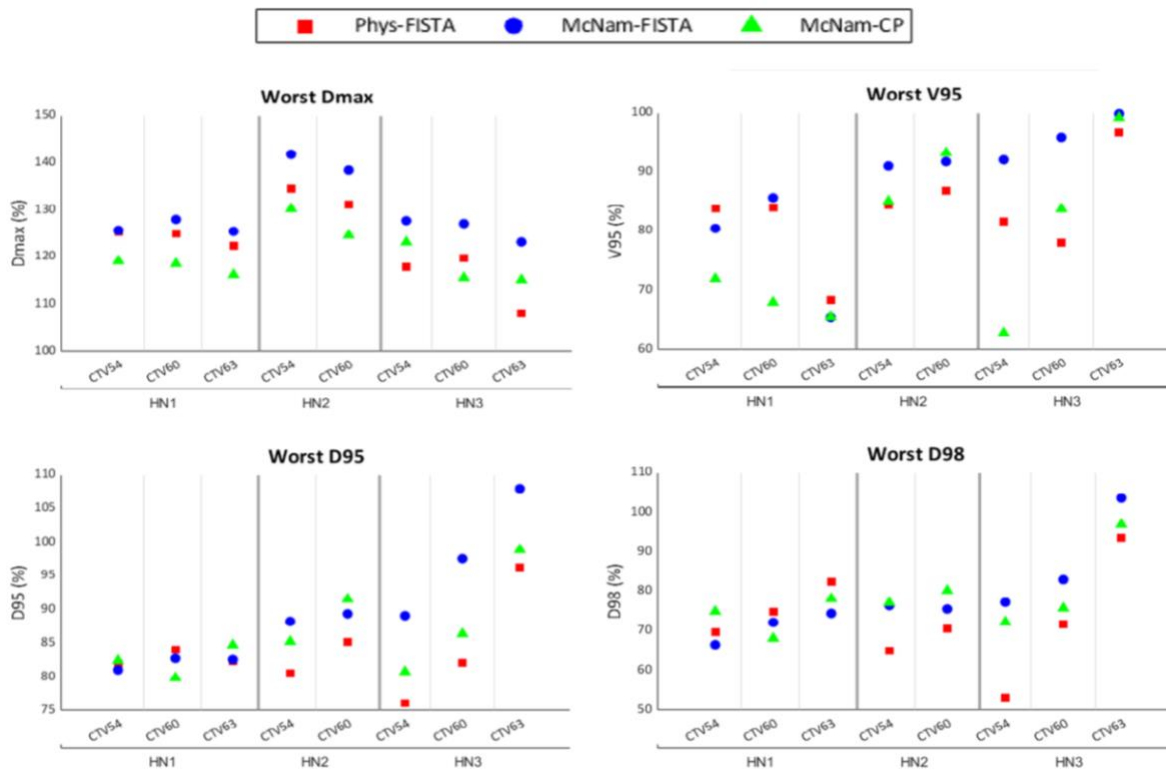 Phys-FISTA McNam-FISTA McNam-CP
Worst Dmax
Dmax (%)
150
140
130
120
110
100
CTV54 CTV60 CTV63 CTV54 CTV60 CTV54 CTV60 CTV63
HN1 HN2 HN3
Worst V95
V95 (%)
100
90
80
70
60
CTV54 CTV60 CTV63 CTV54 CTV60 CTV54 CTV60 CTV63
HN1 HN2 HN3
Worst D95
D95 (%)
110
105
100
95
90
85
80
75
CTV54 CTV60 CTV63 CTV54 CTV60 CTV54 CTV60 CTV63
HN1 HN2 HN3
Worst D98
D98 (%)
110
100
90
80
70
60
50
CTV54 CTV60 CTV63 CTV54 CTV60 CTV54 CTV60 CTV63
HN1 HN2 HN3